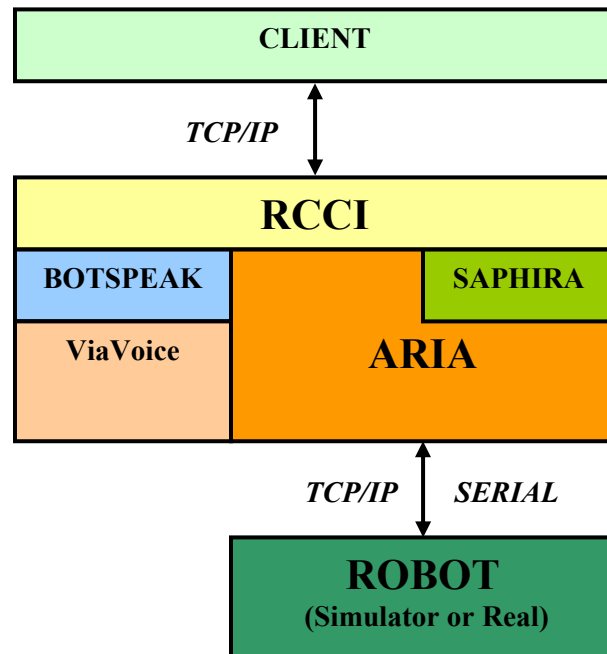 CLIENT
TCP/IP
RCCI
BOTSPEAK
SAPHIRA
ViaVoice
ARIA
TCP/IP SERIAL
ROBOT
(Simulator or Real)